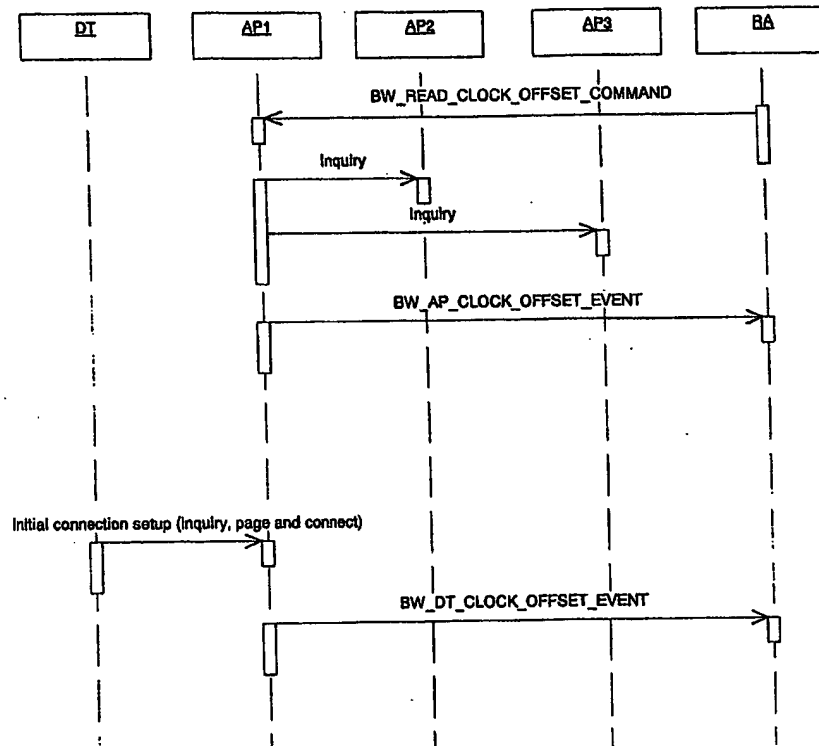 DT AP1 AP2 AP3 RA
BW_READ_CLOCK_OFFSET_COMMAND
Inquiry
Inquiry
BW_AP_CLOCK_OFFSET_EVENT
Initial connection setup (inquiry, page and connect)
BW_DT_CLOCK_OFFSET_EVENT